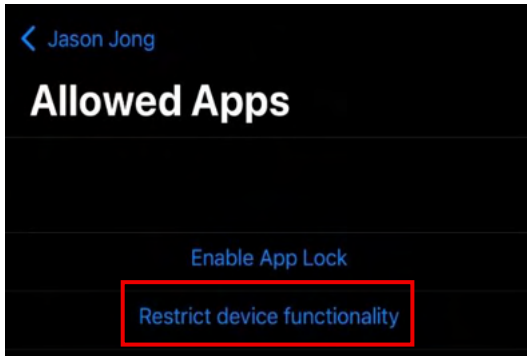 Jason Jong
Allowed Apps
Enable App Lock
Restrict device functionality